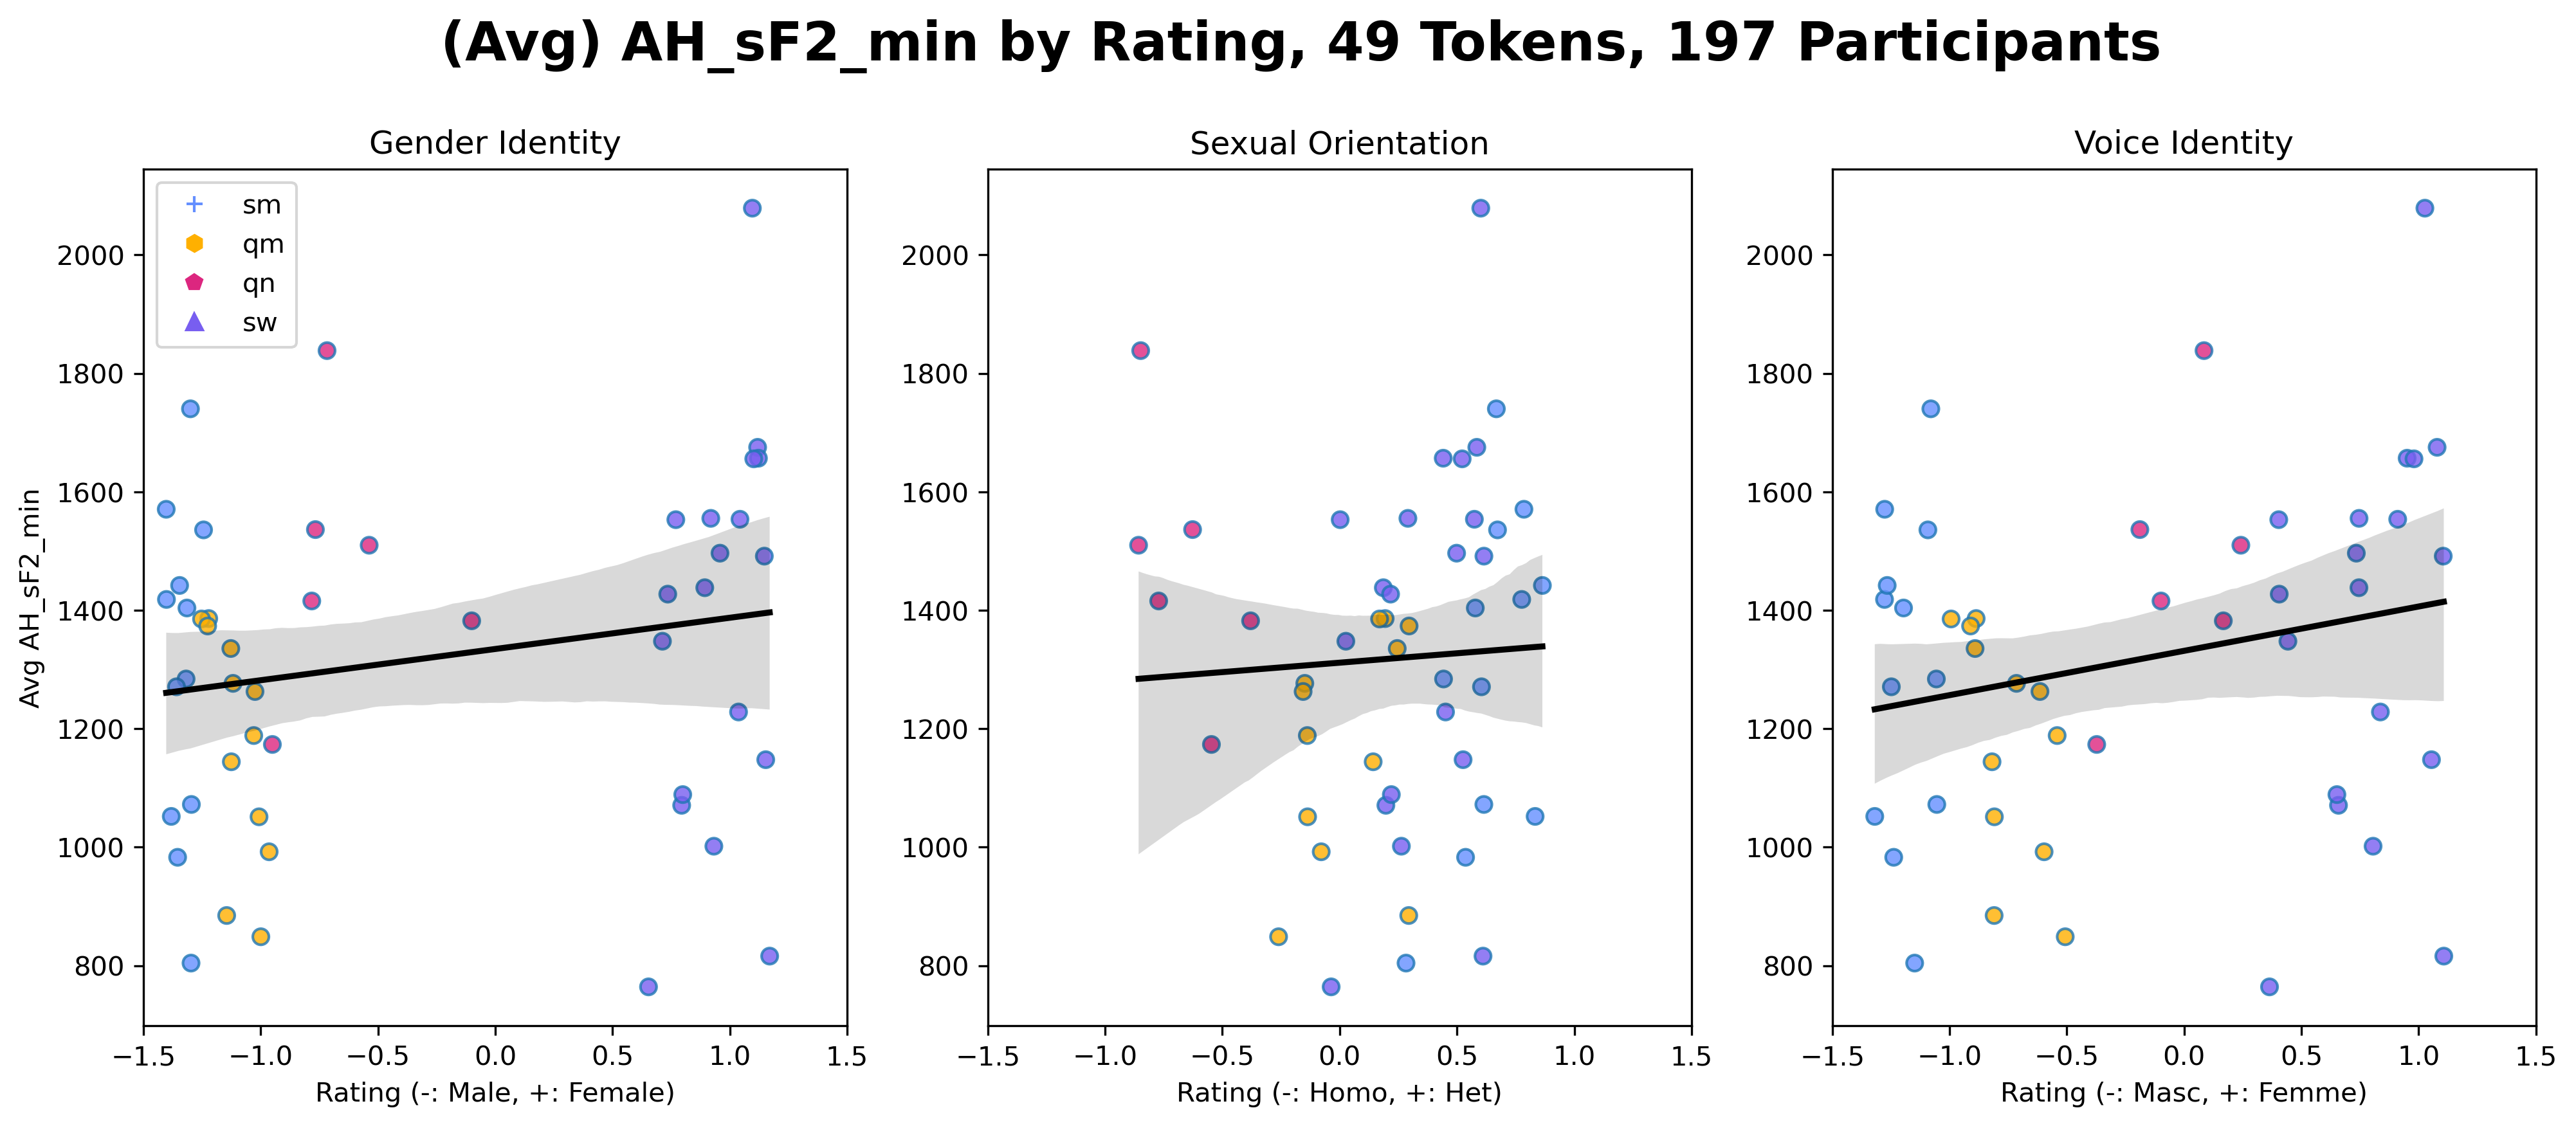 (Avg) AH_sF2_min by Rating, 49 Tokens, 197 Participants
Gender Identity
Sexual Orientation
Voice Identity
sm
qm
qn
sw
Avg AH_sF2_min
2000
1800
1600
1400
1200
1000
800
−1.5 −1.0 −0.5 0.0 0.5 1.0 1.5
Rating (-: Male, +: Female)
2000
1800
1600
1400
1200
1000
800
−1.5 −1.0 −0.5 0.0 0.5 1.0 1.5
Rating (-: Homo, +: Het)
2000
1800
1600
1400
1200
1000
800
−1.5 −1.0 −0.5 0.0 0.5 1.0 1.5
Rating (-: Masc, +: Femme)